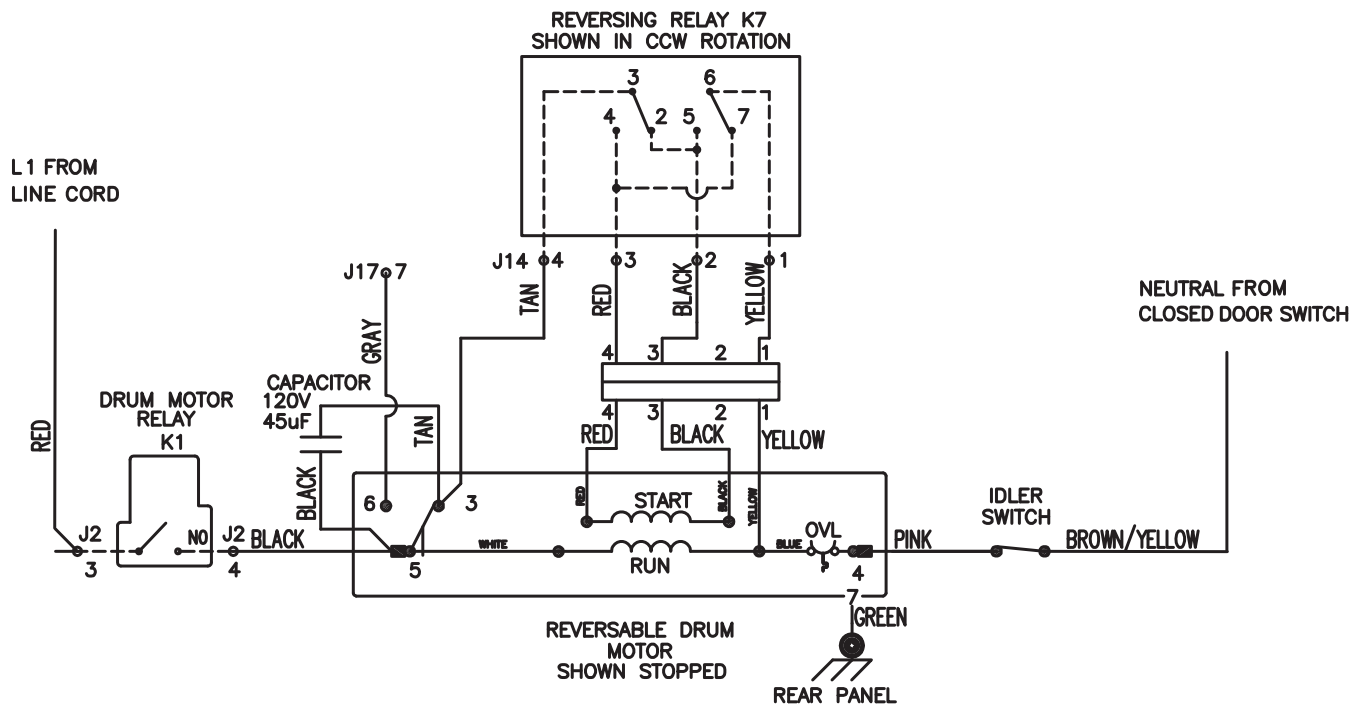 REVERSING RELAY K7
SHOWN IN CCW ROTATION
3
6
4
2
5
7
L1 FROM
LINE CORD
J17
7
J14
4
3
2
1
GRAY
TAN
RED
BLACK
YELLOW
NEUTRAL FROM
CLOSED DOOR SWITCH
4
3
2
1
CAPACITOR
120V
45uF
DRUM MOTOR
RELAY
K1
RED
TAN
4
3
2
1
RED
BLACK
YELLOW
BLACK
6
3
RED
START
BLACK
YELLOW
IDLER
SWITCH
NO
J2
J2
BLACK
WHITE
BLUE
OVL
PINK
BROWN/YELLOW
3
4
5
RUN
4
7
GREEN
REVERSABLE DRUM
MOTOR
SHOWN STOPPED
REAR PANEL